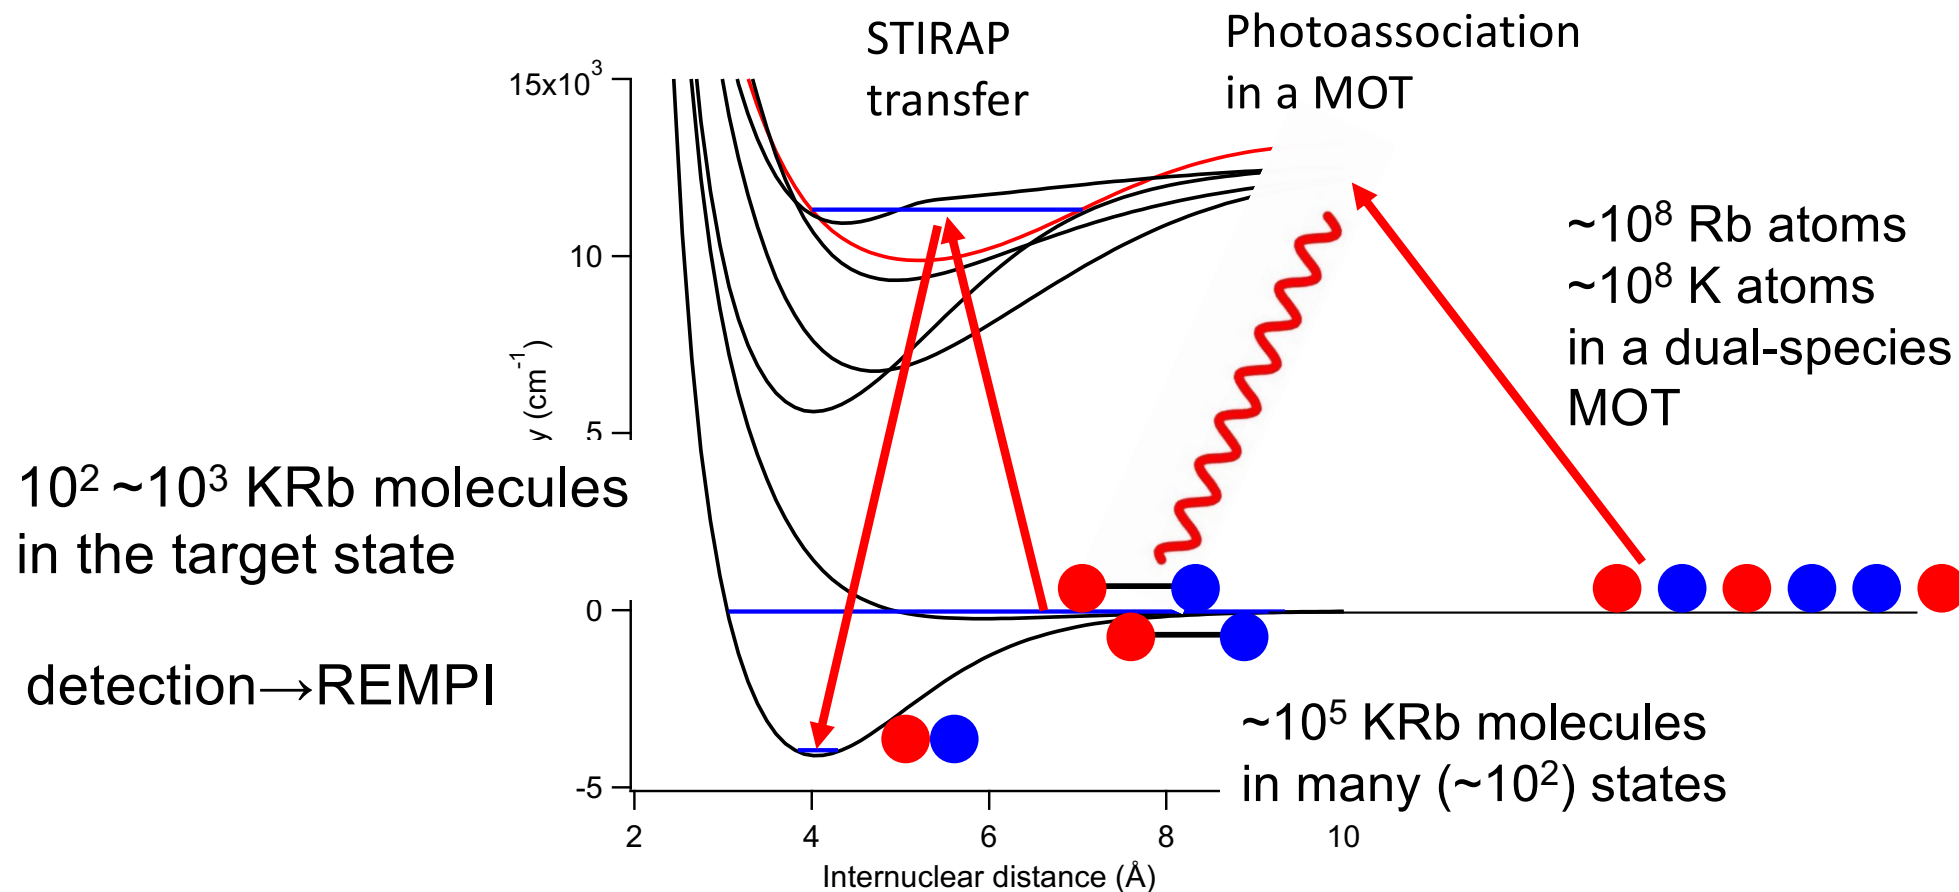 STIRAP
transfer
Photoassociation
in a MOT
15x10³
10
5
0
-5
y (cm⁻¹)
~10⁸ Rb atoms
~10⁸ K atoms
in a dual-species
MOT
10² ~10³ KRb molecules
in the target state
detection→REMPI
~10⁵ KRb molecules
in many (~10²) states
2
4
6
8
10
Internuclear distance (Å)